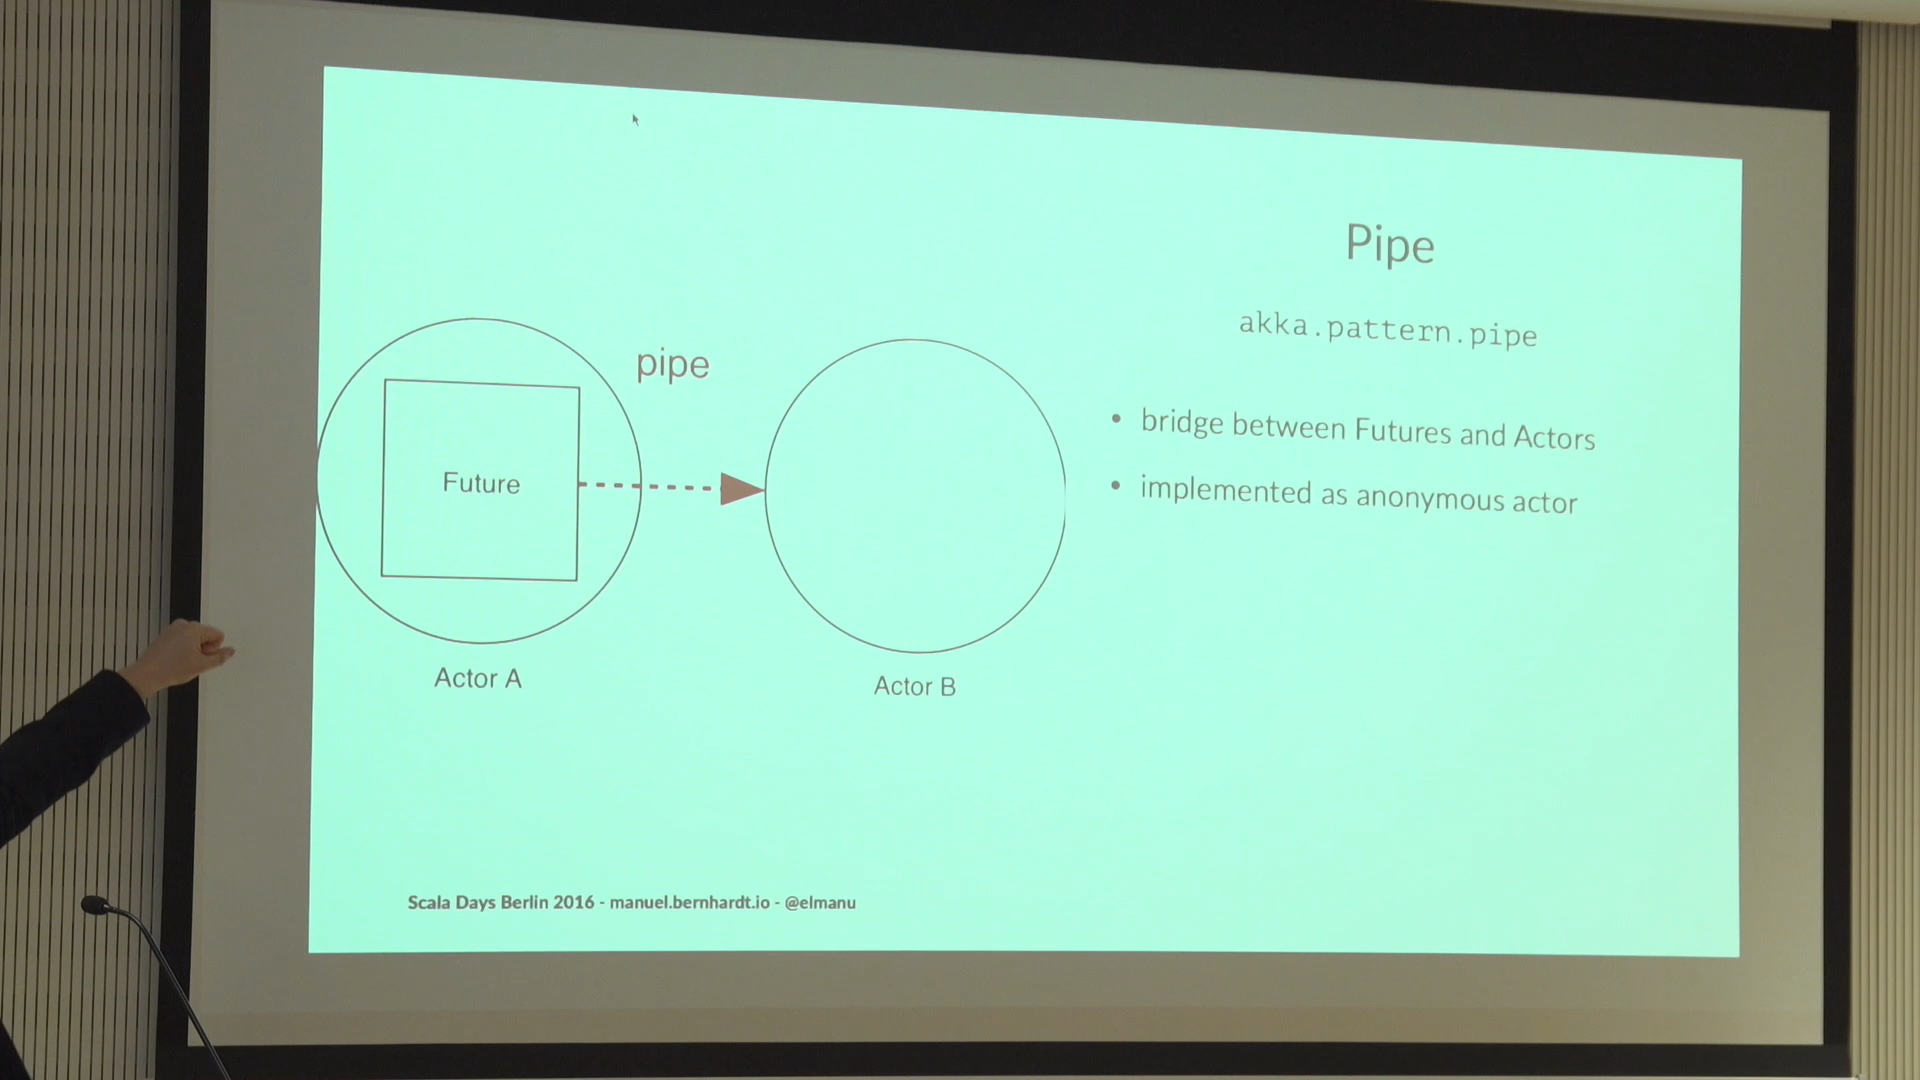 Pipe
akka.pattern.pipe
• bridge between Futures and Actors
• implemented as anonymous actor
pipe
Future
Actor A
Actor B
Scala Days Berlin 2016 - manuel.bernhardt.io - @elmanu